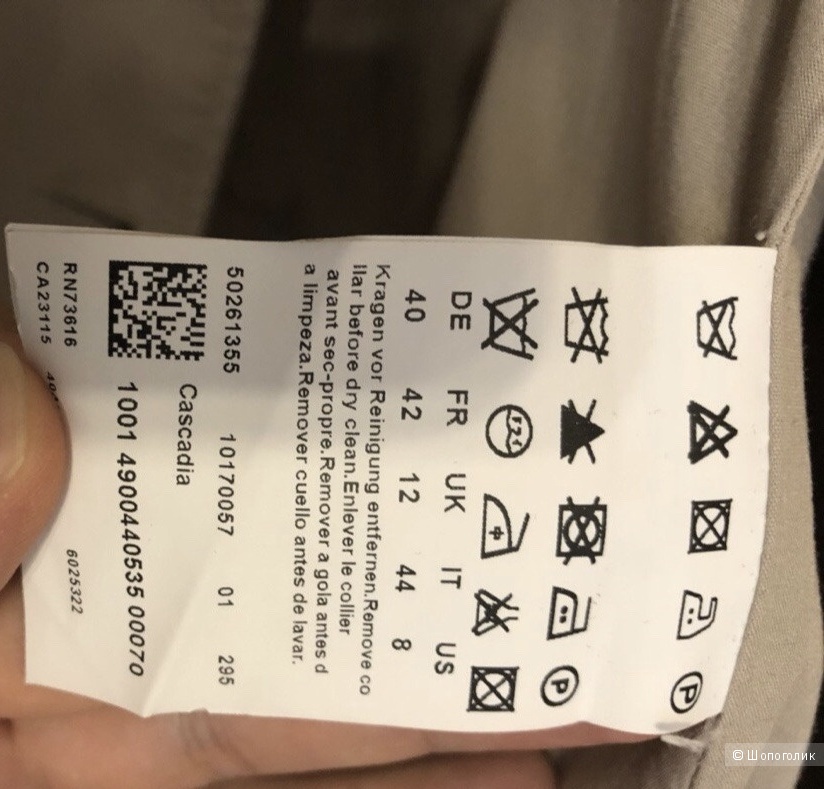 DE FR UK IT US
40 42 12 44 8
Kragen vor Reinigung entfernen.Remove co
llar before dry clean.Enlever le collier
avant sec-propre.Remover a gola antes d
a limpeza.Remover cuello antes de lavar.
50261355 10170057 01 295
Cascadia
1001 4900440535 00070
RN73616
CA23115
6025322
P
P
© Шопоголик